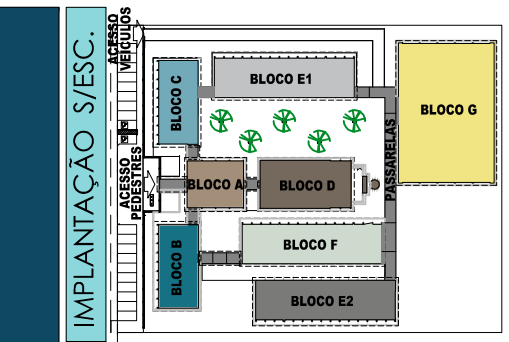 IMPLANTAÇÃO S/ESC.
ACESSO
VEÍCULOS
ACESSO
PEDESTRES
BLOCO C
BLOCO E1
BLOCO G
BLOCO A
BLOCO D
PASSARELAS
BLOCO B
BLOCO F
BLOCO E2